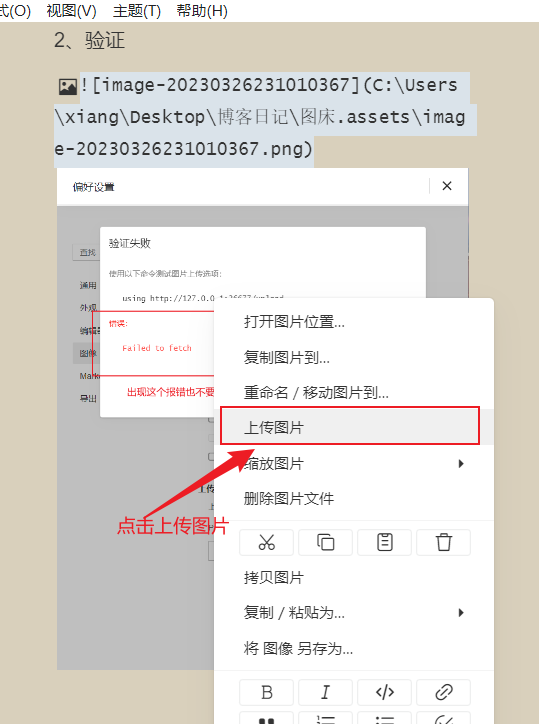 式(O) 视图(V) 主题(T) 帮助(H)
2、验证
![image-20230326231010367](C:\Users
\xiang\Desktop\博客日记\图床.assets\imag
e-20230326231010367.png)
偏好设置
验证失败
使用以下命令测试图片上传选项:
查找
通用
using http://127.0.0.1:36677/upload
外观
错误:
打开图片位置...
编辑器
图像
Failed to fetch
复制图片到...
Mark
导出
出现这个报错也不要
重命名 / 移动图片到...
上传图片
缩放图片
上传
删除图片文件
点击上传图片
拷贝图片
复制 / 粘贴为...
将 图像 另存为...
B I </>